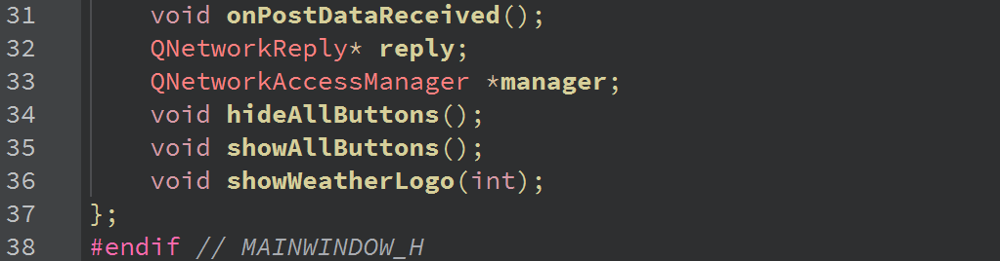 31 void onPostDataReceived();
32 QNetworkReply* reply;
33 QNetworkAccessManager *manager;
34 void hideAllButtons();
35 void showAllButtons();
36 void showWeatherLogo(int);
37 };
38 #endif // MAINWINDOW_H